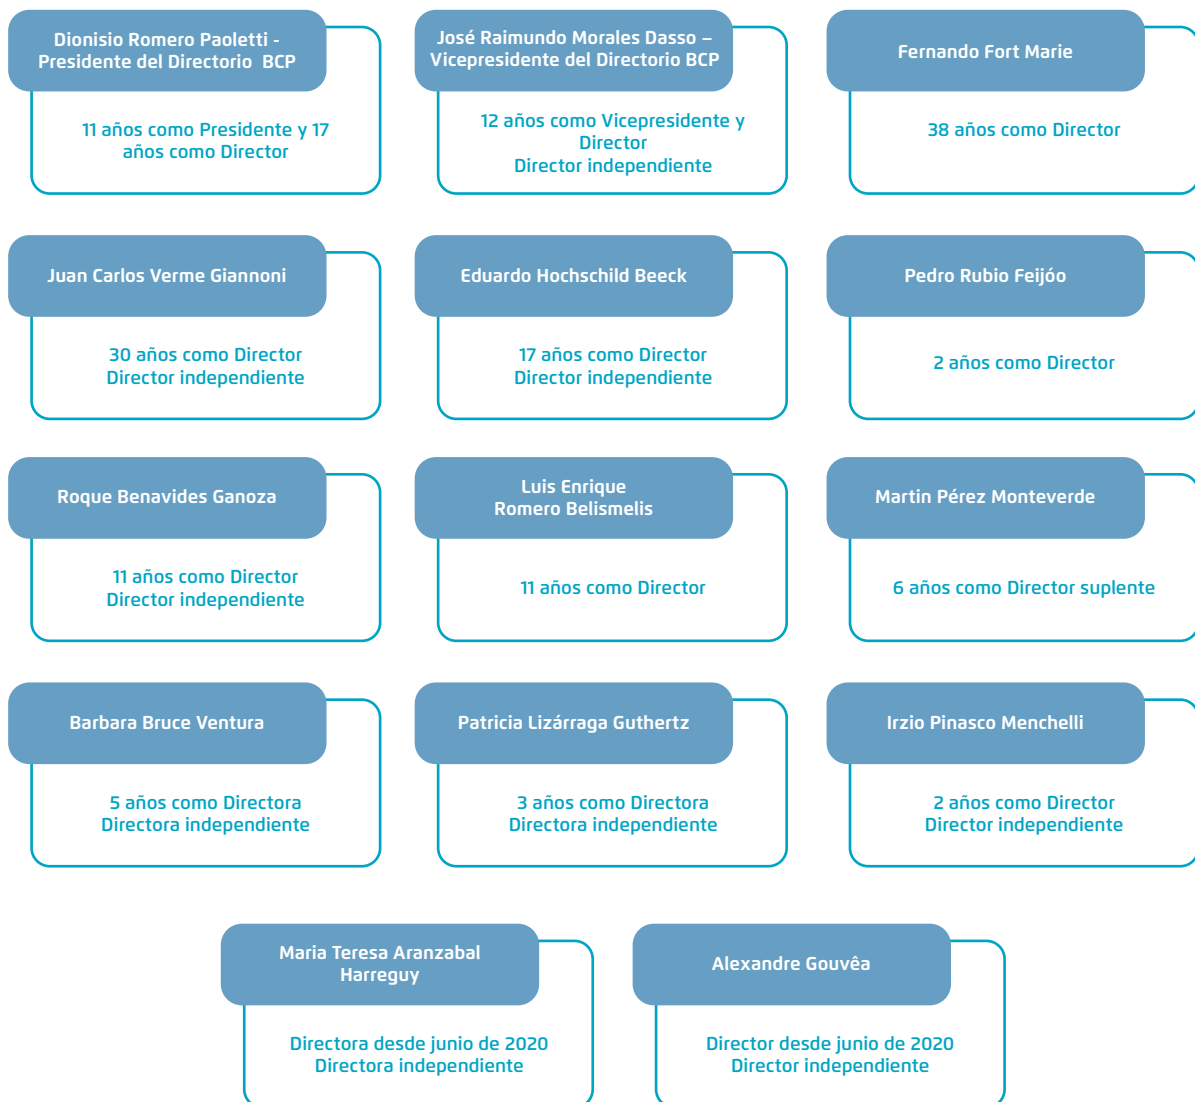 Dionisio Romero Paoletti -
Presidente del Directorio BCP
11 años como Presidente y 17
años como Director
José Raimundo Morales Dasso –
Vicepresidente del Directorio BCP
12 años como Vicepresidente y
Director
Director independiente
Fernando Fort Marie
38 años como Director
Juan Carlos Verme Giannoni
30 años como Director
Director independiente
Eduardo Hochschild Beeck
17 años como Director
Director independiente
Pedro Rubio Feijóo
2 años como Director
Roque Benavides Ganoza
11 años como Director
Director independiente
Luis Enrique
Romero Belismelis
11 años como Director
Martin Pérez Monteverde
6 años como Director suplente
Barbara Bruce Ventura
5 años como Directora
Directora independiente
Patricia Lizárraga Guthertz
3 años como Directora
Directora independiente
Irzio Pinasco Menchelli
2 años como Director
Director independiente
Maria Teresa Aranzabal
Harreguy
Directora desde junio de 2020
Directora independiente
Alexandre Gouvêa
Director desde junio de 2020
Director independiente